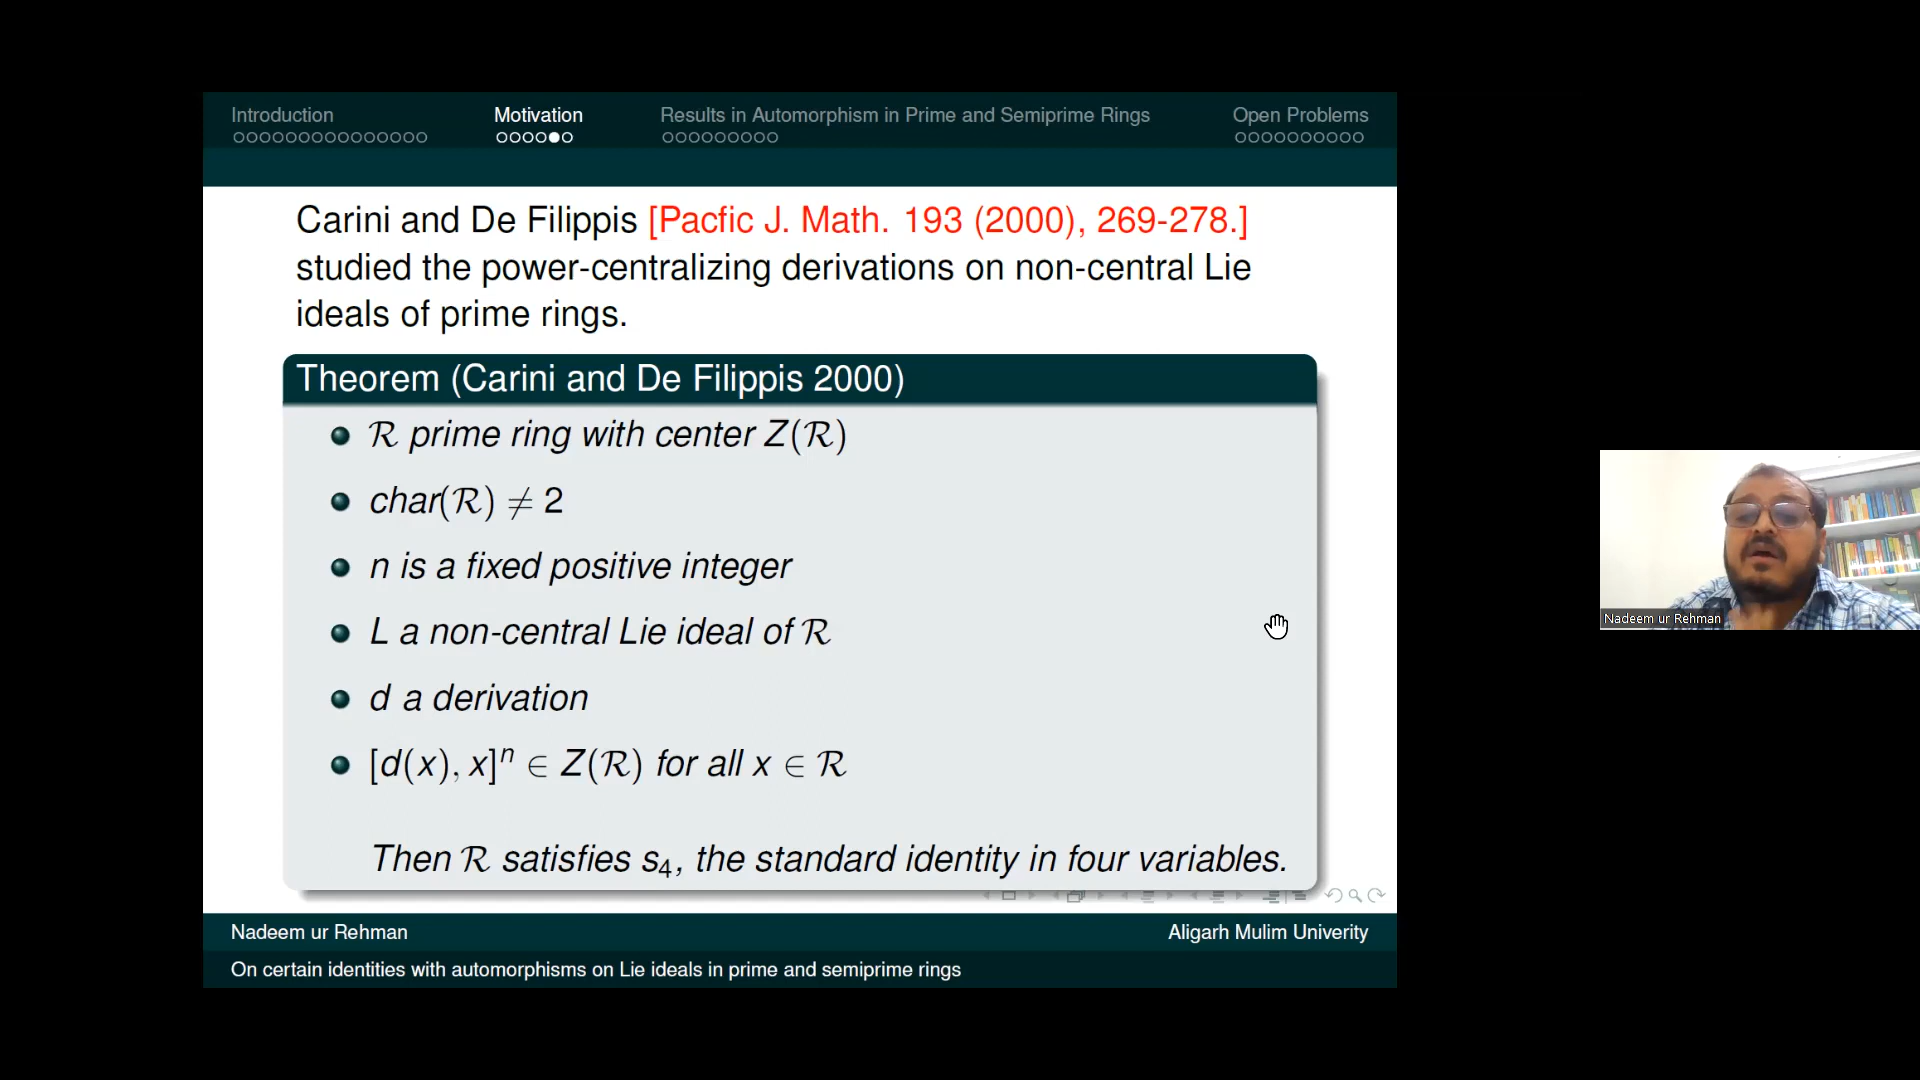 Introduction
Motivation
Results in Automorphism in Prime and Semiprime Rings
Open Problems
Carini and De Filippis [Pacfic J. Math. 193 (2000), 269-278.]
studied the power-centralizing derivations on non-central Lie
ideals of prime rings.
Theorem (Carini and De Filippis 2000)
ℛ prime ring with center Z(ℛ)
char(ℛ) ≠ 2
n is a fixed positive integer
L a non-central Lie ideal of ℛ
d a derivation
[d(x), x]ⁿ ∈ Z(ℛ) for all x ∈ ℛ
Then ℛ satisfies s₄, the standard identity in four variables.
Nadeem ur Rehman
Aligarh Mulim Univerity
On certain identities with automorphisms on Lie ideals in prime and semiprime rings
Nadeem ur Rehman